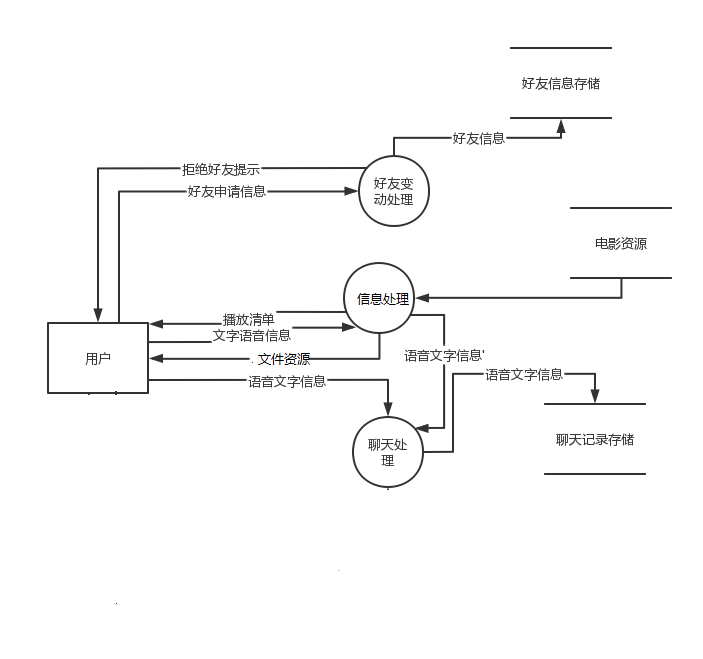 好友信息存储
好友信息
拒绝好友提示
好友申请信息
好友变
动处理
电影资源
信息处理
播放清单
文字语音信息
用户
文件资源
语音文字信息'
语音文字信息
语音文字信息
聊天处
理
聊天记录存储